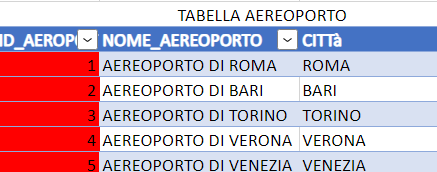 TABELLA AEREOPORTO
ID_AEROPO NOME_AEREOPORTO CITTà
1 AEREOPORTO DI ROMA ROMA
2 AEREOPORTO DI BARI BARI
3 AEREOPORTO DI TORINO TORINO
4 AEREOPORTO DI VERONA VERONA
5 AEREOPORTO DI VENEZIA VENEZIA